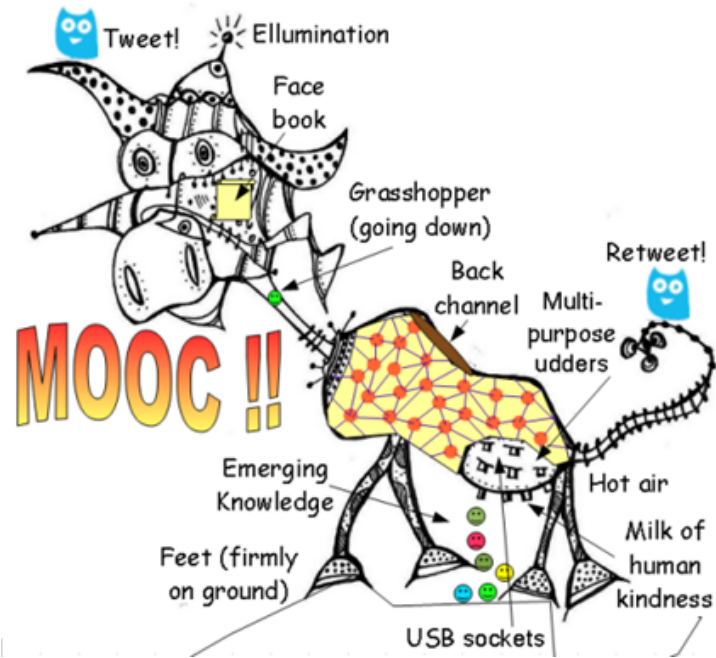 Tweet!
Ellumination
Face
book
Grasshopper
(going down)
Retweet!
Back
channel
Multi-
purpose
udders
MOOC !!
Emerging
Knowledge
Hot air
Feet (firmly
on ground)
Milk of
human
kindness
USB sockets